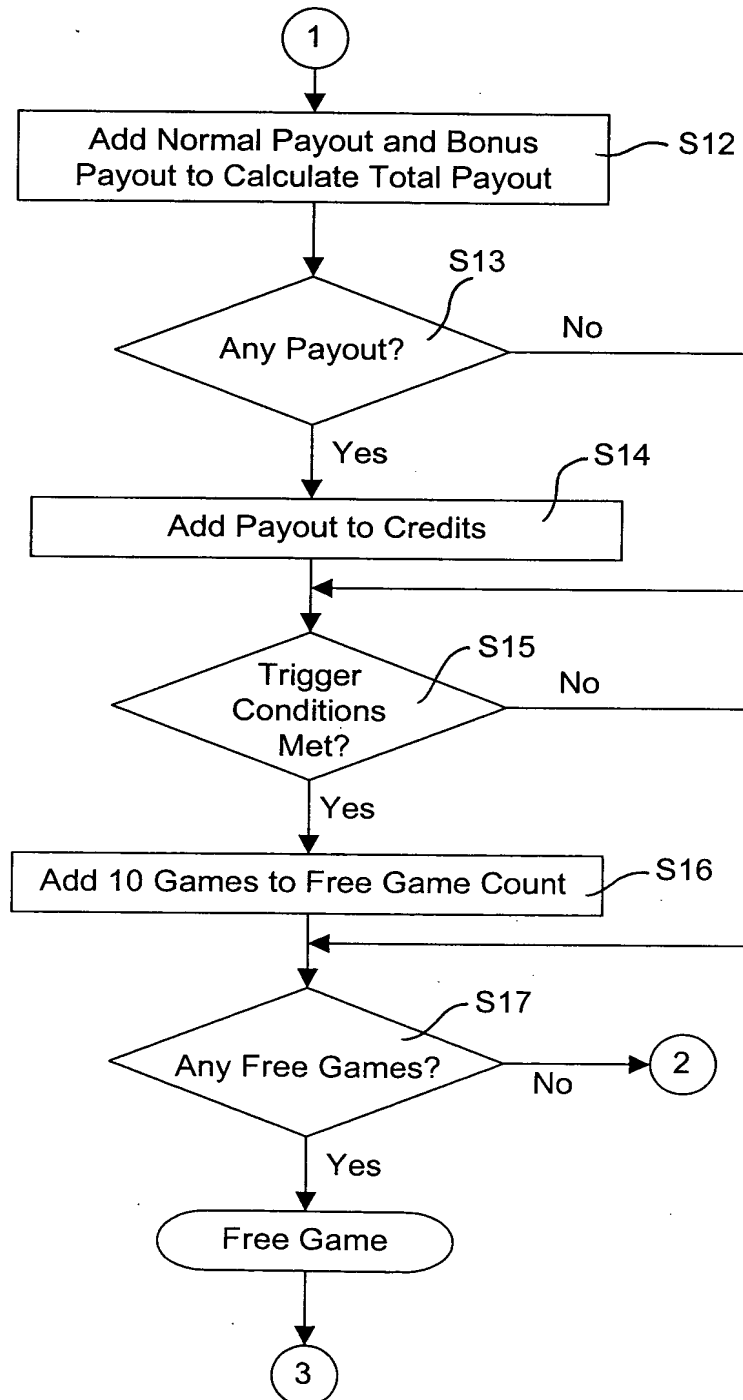 1
Add Normal Payout and Bonus
Payout to Calculate Total Payout
S12
S13
Any Payout?
No
Yes
S14
Add Payout to Credits
S15
Trigger
Conditions
Met?
No
Yes
Add 10 Games to Free Game Count
S16
S17
Any Free Games?
No
2
Yes
Free Game
3